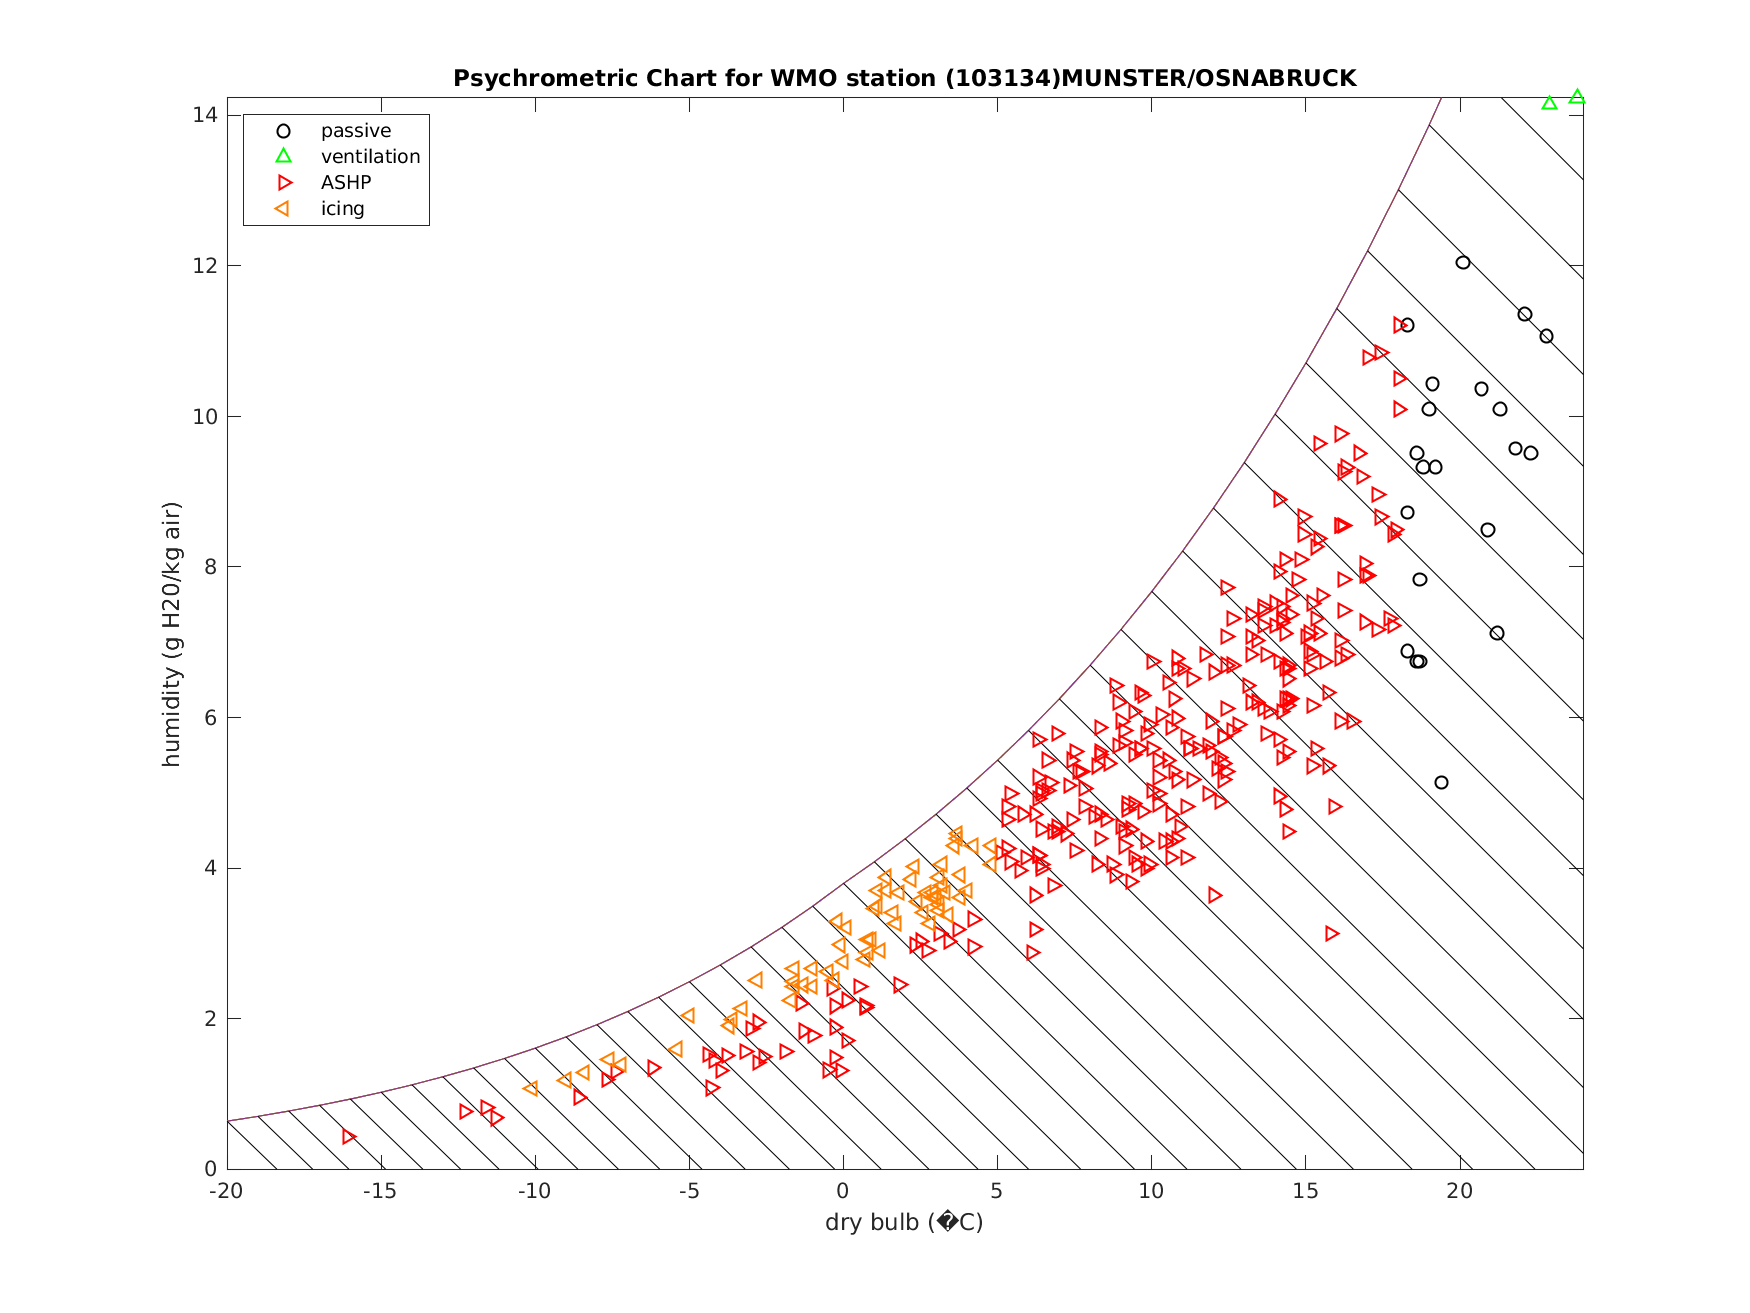 Psychrometric Chart for WMO station (103134)MUNSTER/OSNABRUCK
14
12
10
8
6
4
2
0
passive
ventilation
ASHP
icing
humidity (g H20/kg air)
-20 -15 -10 -5 0 5 10 15 20
dry bulb (�C)